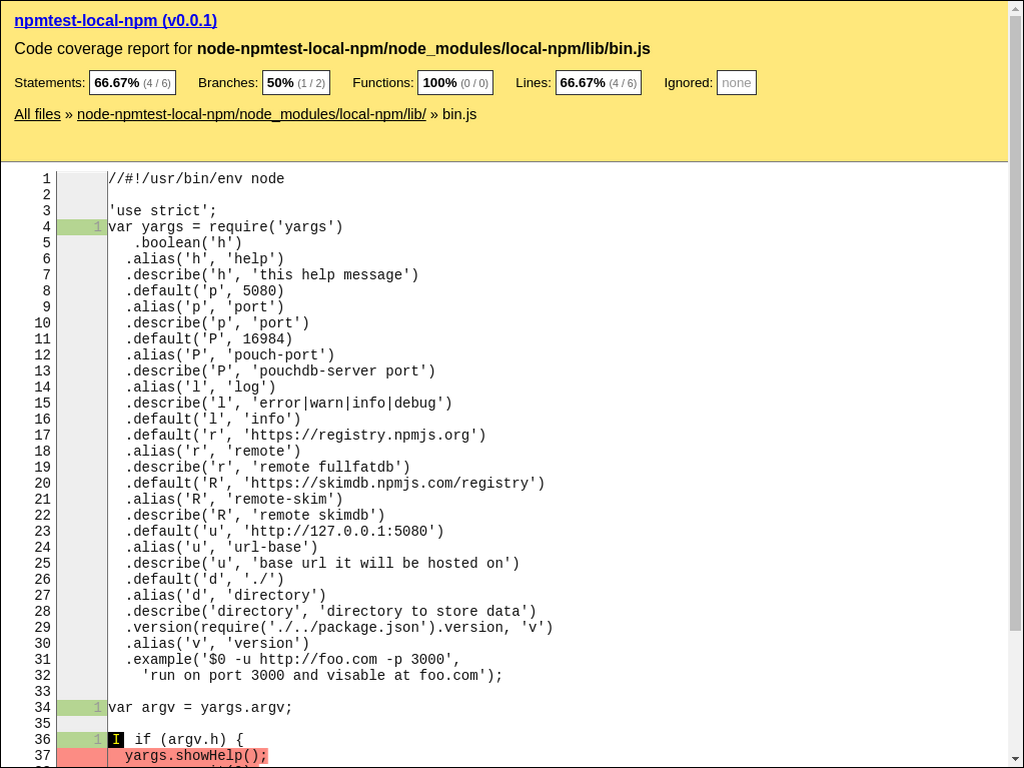 npmtest-local-npm (v0.0.1)
Code coverage report for node-npmtest-local-npm/node_modules/local-npm/lib/bin.js
Statements: 66.67% (4 / 6) Branches: 50% (1 / 2) Functions: 100% (0 / 0) Lines: 66.67% (4 / 6) Ignored: none
All files » node-npmtest-local-npm/node_modules/local-npm/lib/ » bin.js
1 //#!/usr/bin/env node
2
3 'use strict';
4 1 var yargs = require('yargs')
5 .boolean('h')
6 .alias('h', 'help')
7 .describe('h', 'this help message')
8 .default('p', 5080)
9 .alias('p', 'port')
10 .describe('p', 'port')
11 .default('P', 16984)
12 .alias('P', 'pouch-port')
13 .describe('P', 'pouchdb-server port')
14 .alias('l', 'log')
15 .describe('l', 'error|warn|info|debug')
16 .default('l', 'info')
17 .default('r', 'https://registry.npmjs.org')
18 .alias('r', 'remote')
19 .describe('r', 'remote fullfatdb')
20 .default('R', 'https://skimdb.npmjs.com/registry')
21 .alias('R', 'remote-skim')
22 .describe('R', 'remote skimdb')
23 .default('u', 'http://127.0.0.1:5080')
24 .alias('u', 'url-base')
25 .describe('u', 'base url it will be hosted on')
26 .default('d', './')
27 .alias('d', 'directory')
28 .describe('directory', 'directory to store data')
29 .version(require('./../package.json').version, 'v')
30 .alias('v', 'version')
31 .example('$0 -u http://foo.com -p 3000',
32 'run on port 3000 and visable at foo.com');
33
34 1 var argv = yargs.argv;
35
36 1 I if (argv.h) {
37 yargs.showHelp();